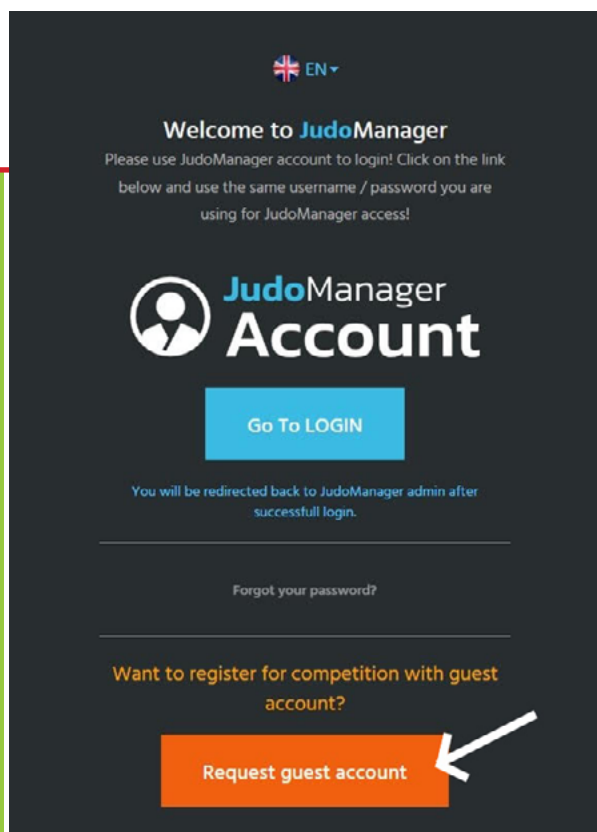 EN
Welcome to JudoManager
Please use JudoManager account to login! Click on the link
below and use the same username / password you are
using for JudoManager access!
JudoManager
Account
Go To LOGIN
You will be redirected back to JudoManager admin after
successfull login.
Forgot your password?
Want to register for competition with guest
account?
Request guest account